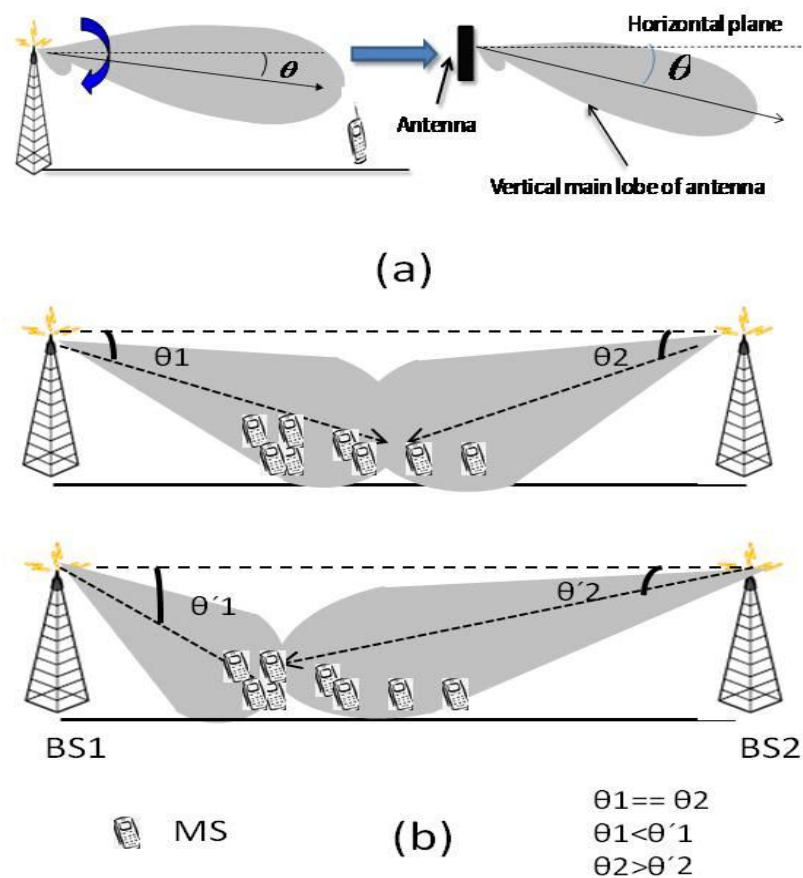 Horizontal plane
θ
θ
Antenna
Vertical main lobe of antenna
(a)
θ1
θ2
θ´1
θ´2
BS1
BS2
MS
(b)
θ1== θ2
θ1<θ´1
θ2>θ´2